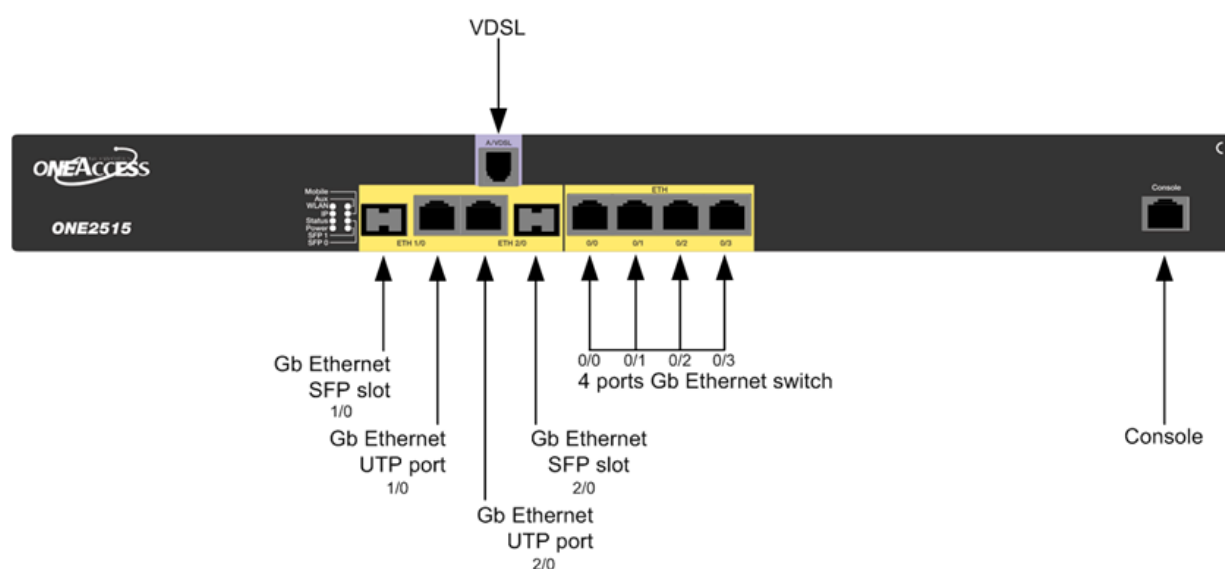 VDSL
A/VDSL
ONEACCESS
ONE2515
Mobile
Aux
WLAN
IP
Status
Power
SFP 1
SFP 0
ETH 1/0
ETH 2/0
ETH
0/0 0/1 0/2 0/3
Console
Gb Ethernet
SFP slot
1/0
Gb Ethernet
UTP port
1/0
Gb Ethernet
UTP port
2/0
Gb Ethernet
SFP slot
2/0
0/0 0/1 0/2 0/3
4 ports Gb Ethernet switch
Console